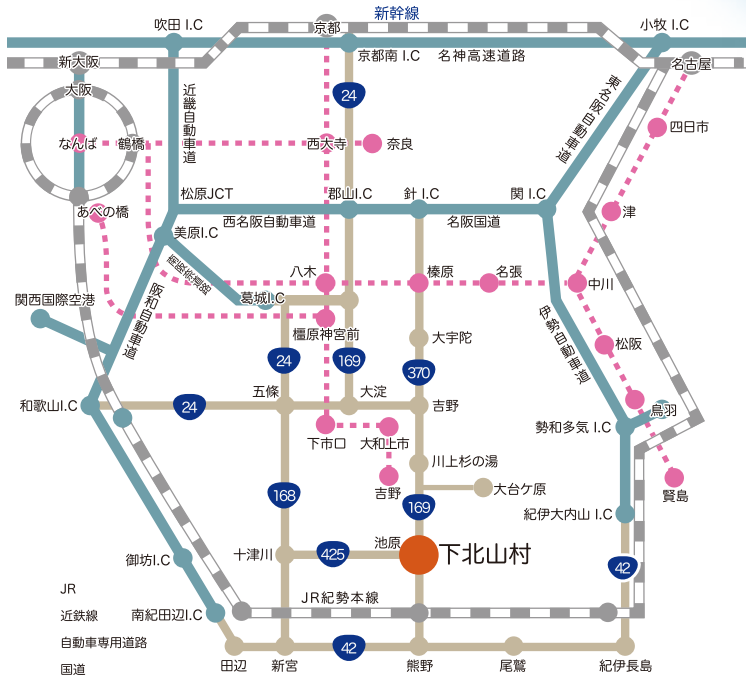 新幹線
吹田 I.C
京都
小牧 I.C
新大阪
京都南 I.C
名神高速道路
名古屋
大阪
近畿自動車道
24
東名阪自動車道
四日市
なんば
鶴橋
西大寺
奈良
松原JCT
郡山I.C
針 I.C
関 I.C
あべの橋
西名阪自動車道
名阪国道
津
美原I.C
南阪奈道路
八木
榛原
名張
中川
関西国際空港
阪和自動車道
葛城I.C
橿原神宮前
大宇陀
伊勢自動車道
松阪
24
169
370
和歌山I.C
24
五條
大淀
吉野
鳥羽
下市口
大和上市
勢和多気 I.C
川上杉の湯
吉野
大台ケ原
賢島
168
169
紀伊大内山 I.C
十津川
425
池原
下北山村
御坊I.C
42
JR
JR紀勢本線
近鉄線
南紀田辺I.C
自動車専用道路
42
国道
田辺
新宮
熊野
尾鷲
紀伊長島